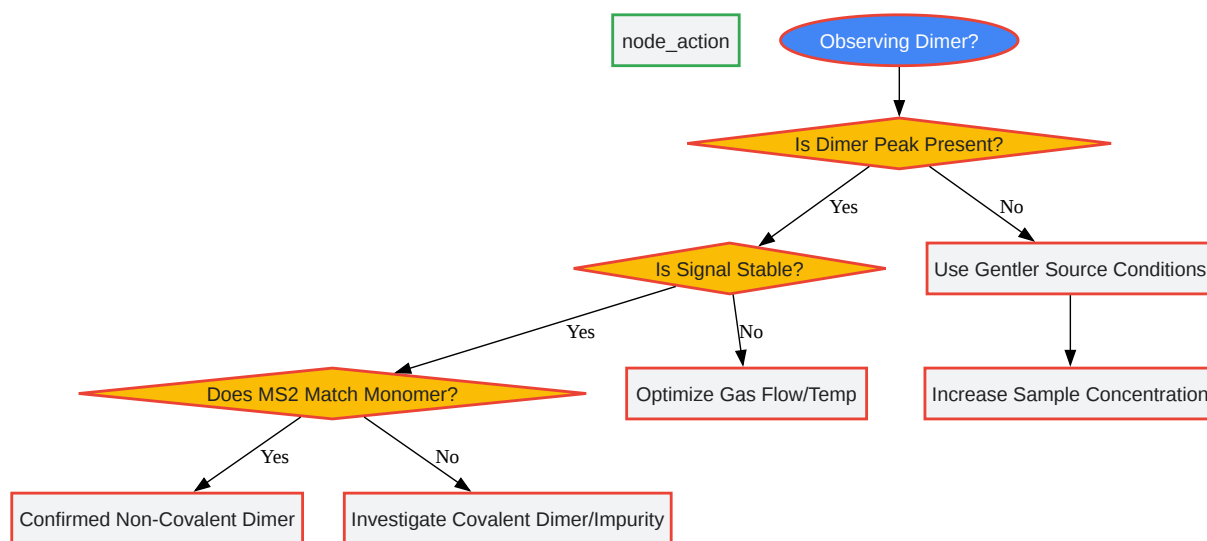 node_action
Observing Dimer?
Is Dimer Peak Present?
Yes
No
Is Signal Stable?
Use Gentler Source Conditions
Yes
No
Does MS2 Match Monomer?
Optimize Gas Flow/Temp
Increase Sample Concentration
Yes
No
Confirmed Non-Covalent Dimer
Investigate Covalent Dimer/Impurity